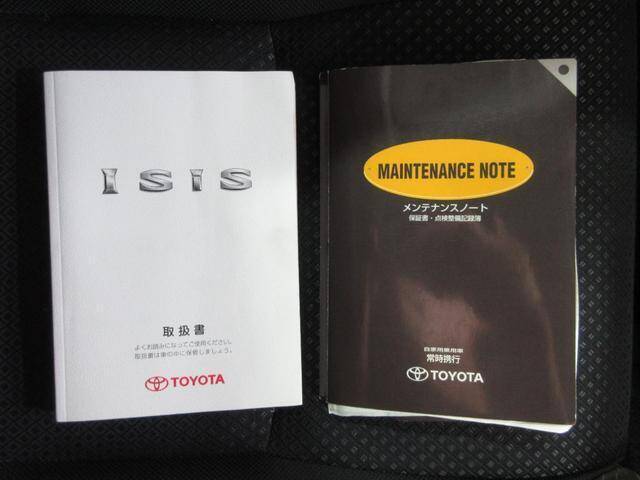 ISIS
取扱書
よくお読みになってご使用ください。
取扱書は車の中に保管しましょう。
TOYOTA
MAINTENANCE NOTE
メンテナンスノート
保証書・点検整備記録簿
自家用乗用車
常時携行
TOYOTA